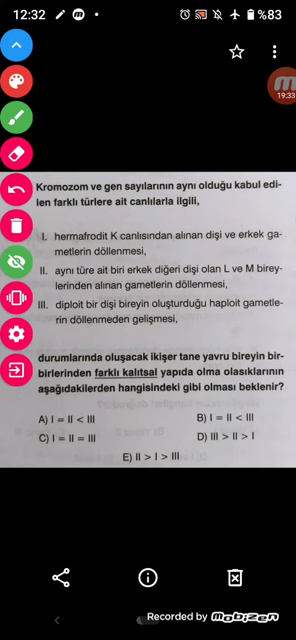 12:32
%83
19:33
Kromozom ve gen sayılarının aynı olduğu kabul edi-
len farklı türlere ait canlılarla ilgili,
I. hermafrodit K canlısından alınan dişi ve erkek ga-
metlerin döllenmesi,
II. aynı türe ait biri erkek diğeri dişi olan L ve M birey-
lerinden alınan gametlerin döllenmesi,
III. diploit bir dişi bireyin oluşturduğu haploit gametle-
rin döllenmeden gelişmesi,
durumlarında oluşacak ikişer tane yavru bireyin bir-
birlerinden farklı kalıtsal yapıda olma olasılıklarının
aşağıdakilerden hangisindeki gibi olması beklenir?
A) I = II < III
B) I = II < III
C) I = II = III
D) III > II > I
E) II > I > III
Recorded by mobizen